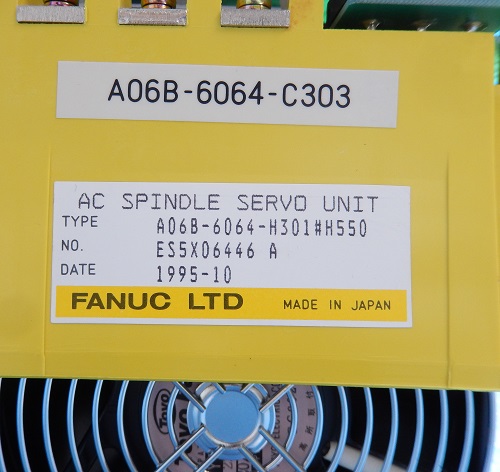 A06B-6064-C303
AC SPINDLE SERVO UNIT
TYPE A06B-6064-H301#H550
NO. ES5X06446 A
DATE 1995-10
FANUC LTD MADE IN JAPAN
TOYO